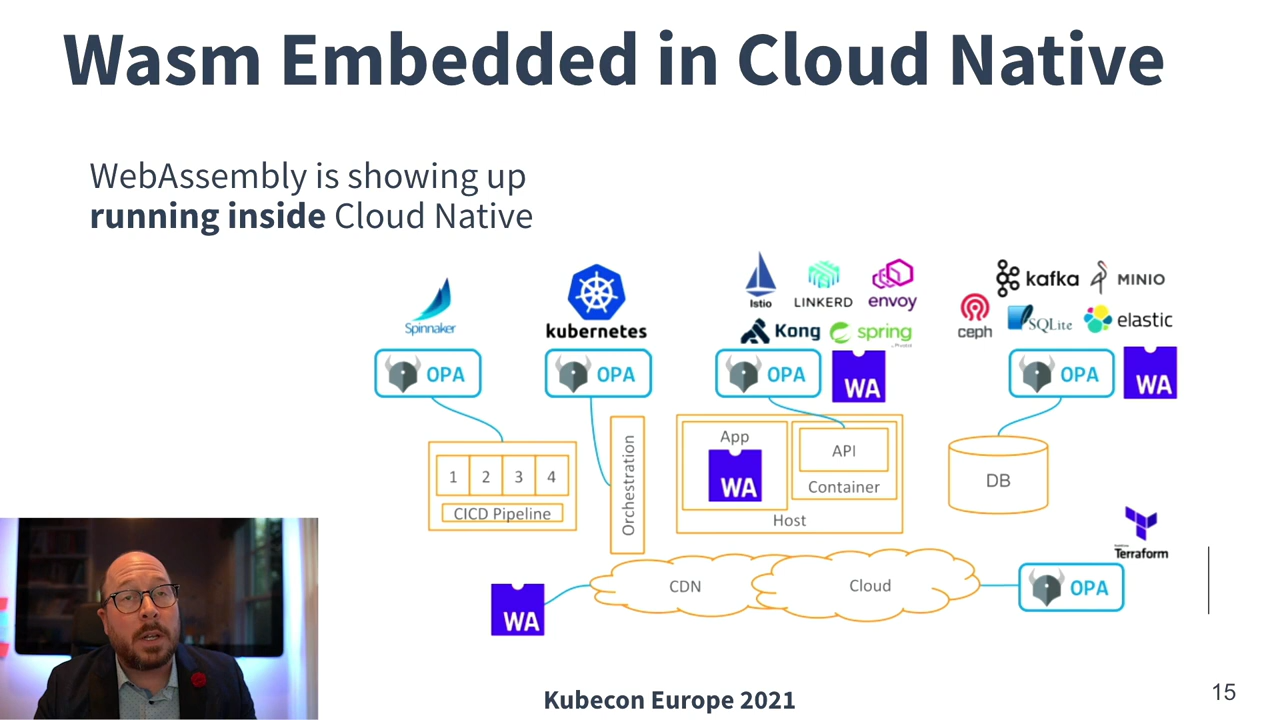 Wasm Embedded in Cloud Native
WebAssembly is showing up
running inside Cloud Native
Spinnaker
kubernetes
Istio
LINKERD
envoy
Kong
spring
kafka
MINIO
ceph
SQLite
elastic
OPA
OPA
OPA
WA
OPA
WA
1 2 3 4
CICD Pipeline
Orchestration
App
WA
API
Container
Host
DB
Terraform
WA
CDN
Cloud
OPA
Kubecon Europe 2021
15